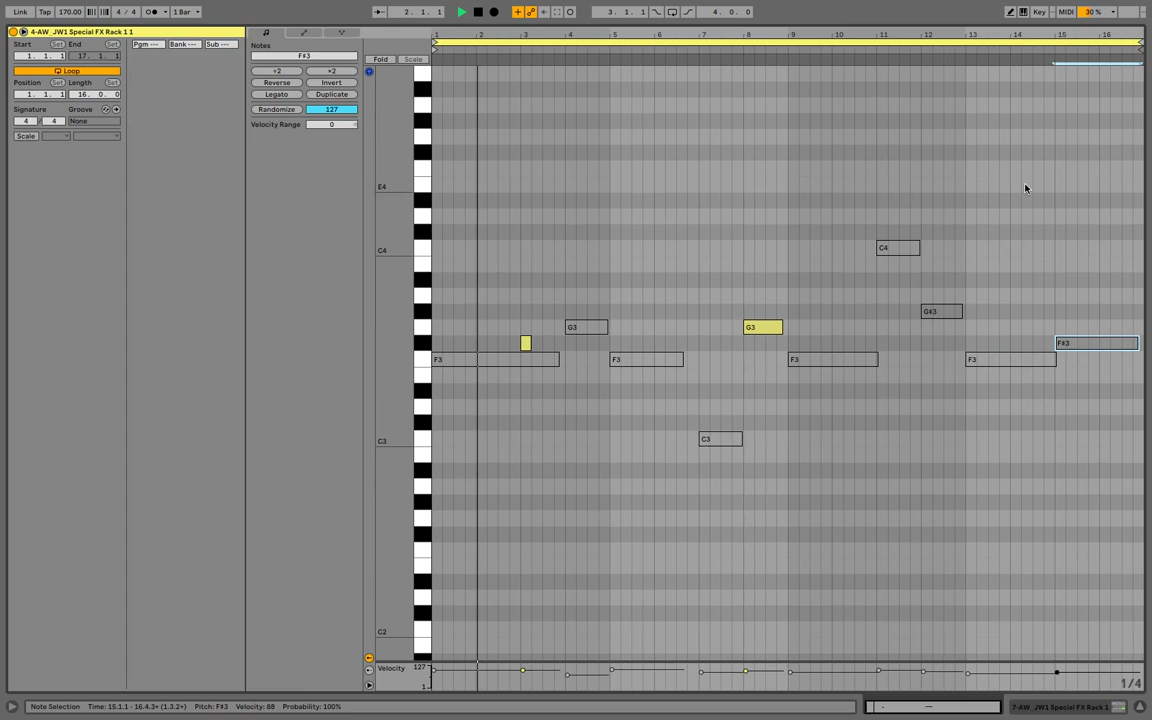 Link Tap 170.00 4 / 4 1 Bar 2. 1. 1 3. 1. 1 4. 0. 0 Key MIDI 30 %
4-AW_JW1 Special FX Rack 1 1
Start Set End Set Pgm --- Bank --- Sub --- Notes
1. 1. 1 17. 1. 1 F#3
Loop ÷2 ×2
Position Set Length Set Reverse Invert
1. 1. 1 16. 0. 0 Legato Duplicate
Signature Groove Randomize 127
4 / 4 None Velocity Range 0
Scale
1 2 3 4 5 6 7 8 9 10 11 12 13 14 15 16
Fold Scale
E4
C4 C4
G#3
G3 G3
F#3
F3 F3 F3 F3
C3 C3
C2
Velocity 127
1
1/4
Note Selection Time: 15.1.1 - 16.4.3+ (1.3.2+) Pitch: F#3 Velocity: 88 Probability: 100% 7-AW_JW1 Special FX Rack 1